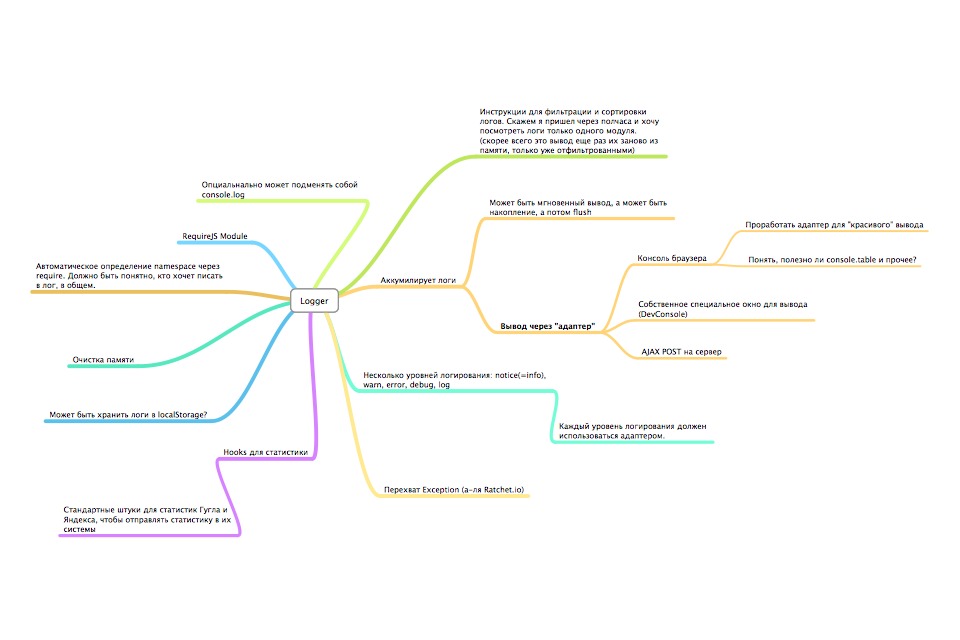 Инструкции для фильтрации и сортировки
логов. Скажем я пришел через полчаса и хочу
посмотреть логи только одного модуля.
(скорее всего это вывод еще раз их заново из
памяти, только уже отфильтрованными)
Опциальнально может подменять собой
console.log
Может быть мгновенный вывод, а может быть
накопление, а потом flush
Проработать адаптер для "красивого" вывода
RequireJS Module
Консоль браузера
Понять, полезно ли console.table и прочее?
Автоматическое определение namespace через
require. Должно быть понятно, кто хочет писать
в лог, в общем.
Аккумилирует логи
Logger
Собственное специальное окно для вывода
(DevConsole)
Вывод через "адаптер"
AJAX POST на сервер
Очистка памяти
Несколько уровней логирования: notice(=info),
warn, error, debug, log
Может быть хранить логи в localStorage?
Каждый уровень логирования должен
использоваться адаптером.
Hooks для статистики
Перехват Exception (а-ля Ratchet.io)
Стандартные штуки для статистик Гугла и
Яндекса, чтобы отправлять статистику в их
системы